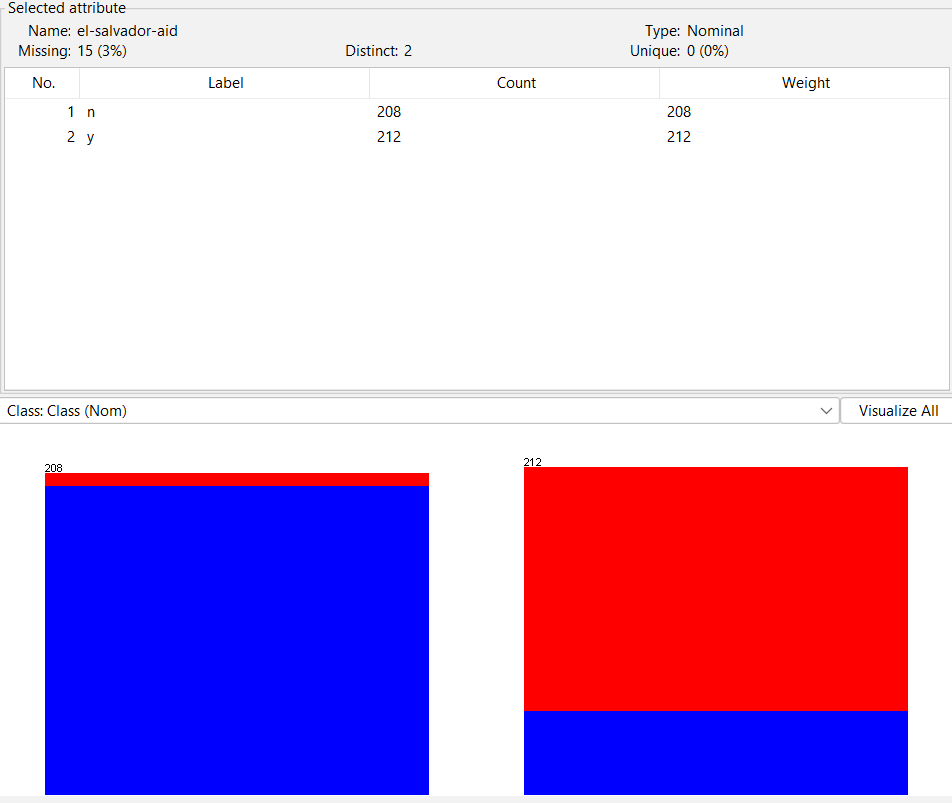 Selected attribute
Name: el-salvador-aid Type: Nominal
Missing: 15 (3%) Distinct: 2 Unique: 0 (0%)
No. Label Count Weight
1 n 208 208
2 y 212 212
Class: Class (Nom) Visualize All
208 212